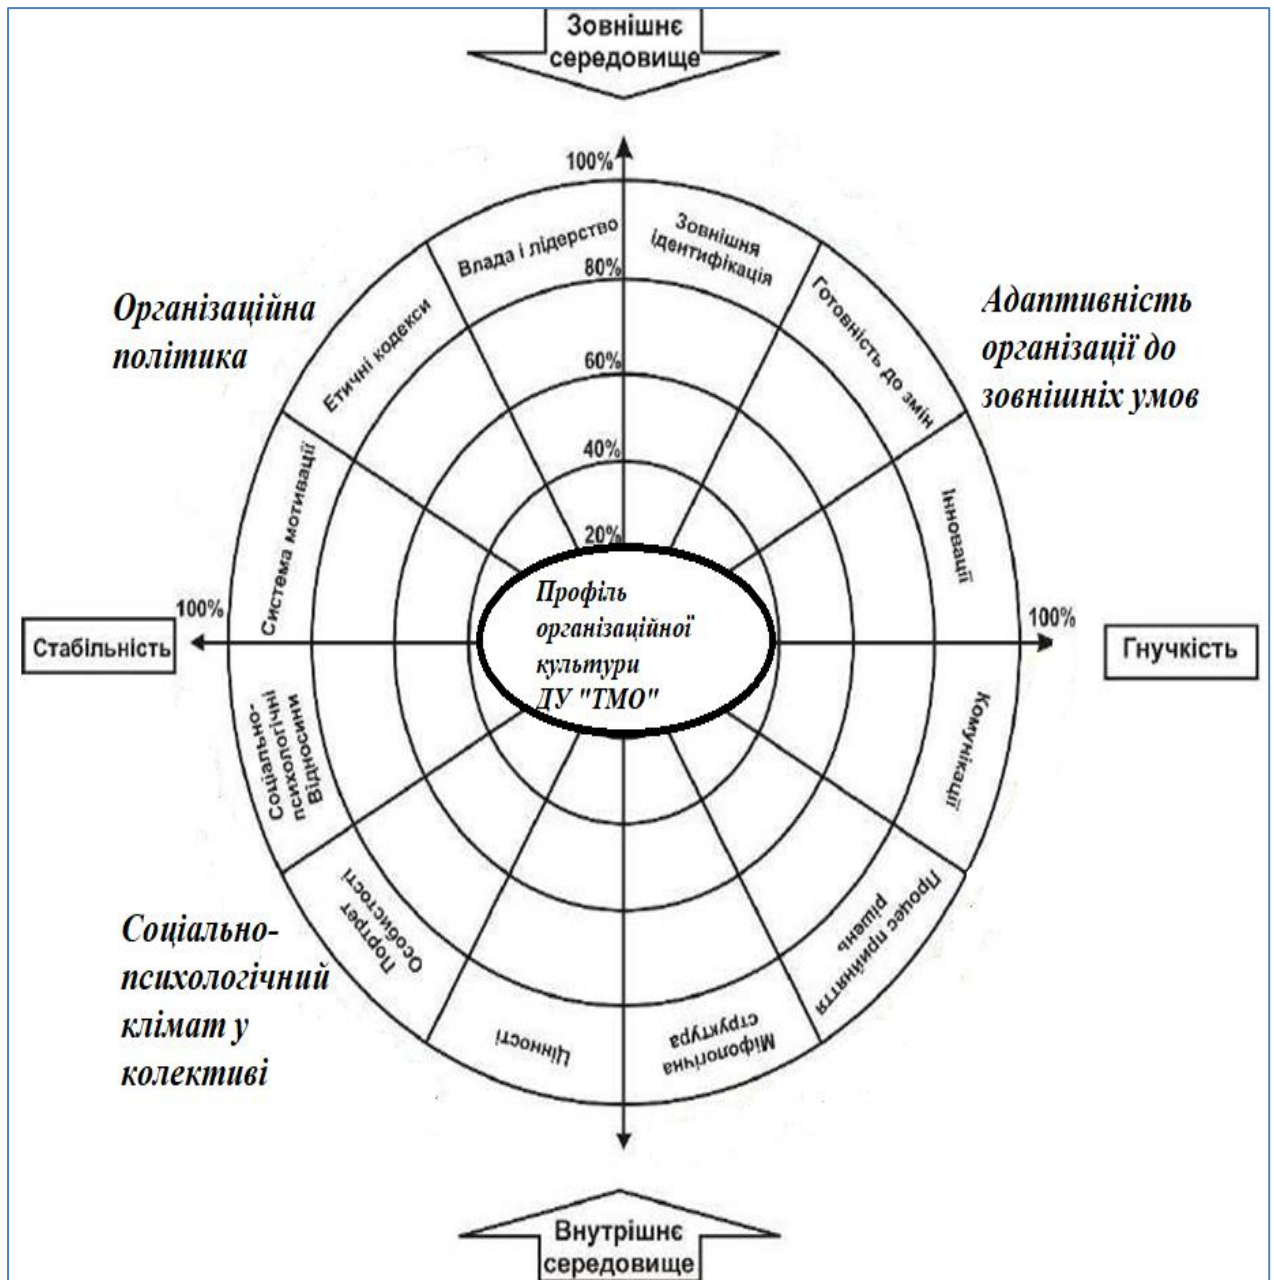 Зовнішнє
середовище
100%
Влада і лідерство
Зовнішня
ідентифікація
80%
Етичні кодекси
Готовність до змін
Організаційна
політика
Адаптивність
організації до
зовнішніх умов
60%
40%
Система мотивації
Інновації
20%
Профіль
організаційної
культури
ДУ "ТМО"
100%
100%
Стабільність
Гнучкість
Соціально-
психологічні
Відносини
Комунікації
Портрет
Особистості
Процес прийняття
рішень
Соціально-
психологічний
клімат у
колективі
Цінності
Міфологічна
структура
Внутрішнє
середовище